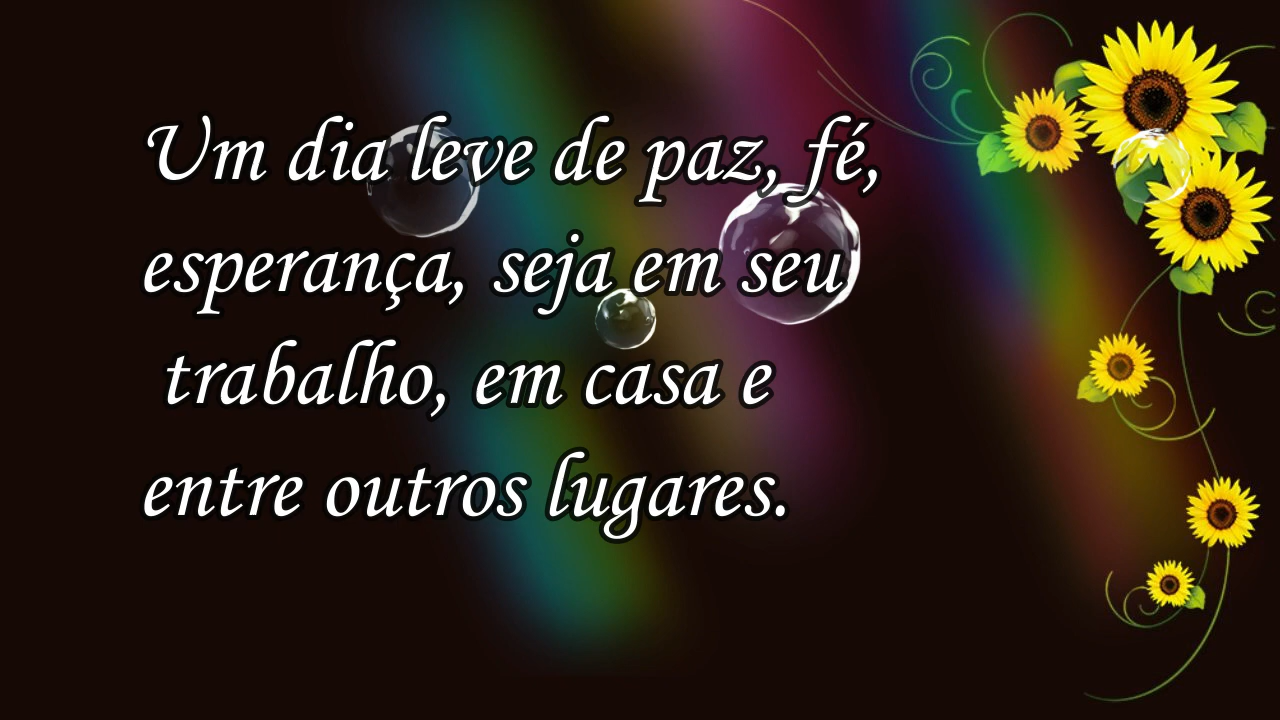 Um dia leve de paz, fé,
esperança, seja em seu
trabalho, em casa e
entre outros lugares.